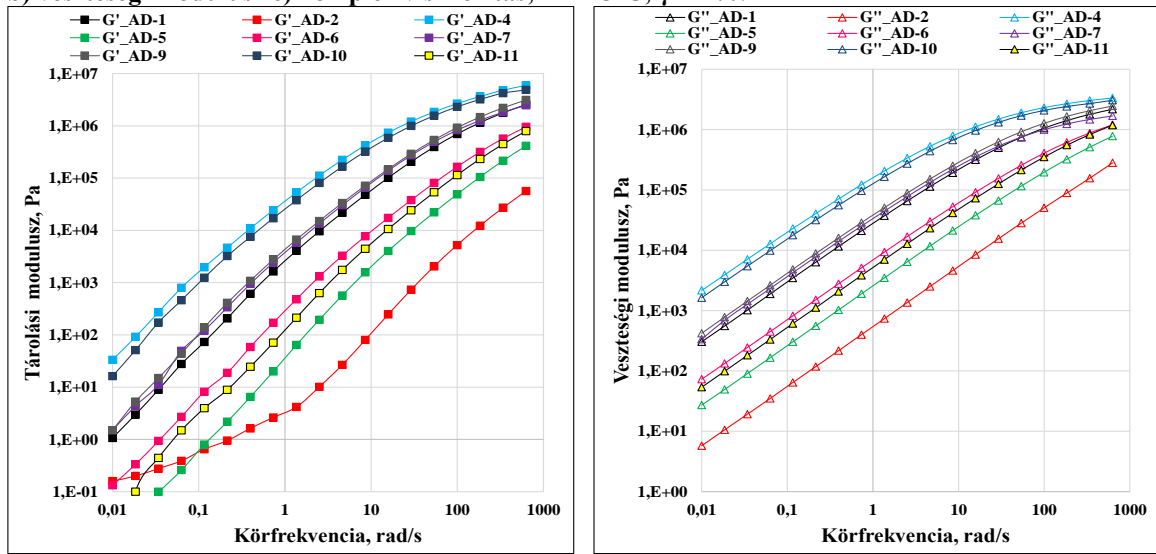 G'_AD-1 G'_AD-2 G'_AD-4
G'_AD-5 G'_AD-6 G'_AD-7
G'_AD-9 G'_AD-10 G'_AD-11
Tárolási modulusz, Pa
1,E+07
1,E+06
1,E+05
1,E+04
1,E+03
1,E+02
1,E+01
1,E+00
1,E-01
0,01 0,1 1 10 100 1000
Körfrekvencia, rad/s
G''_AD-1 G''_AD-2 G''_AD-4
G''_AD-5 G''_AD-6 G''_AD-7
G''_AD-9 G''_AD-10 G''_AD-11
Veszteségi modulusz, Pa
1,E+07
1,E+06
1,E+05
1,E+04
1,E+03
1,E+02
1,E+01
1,E+00
0,01 0,1 1 10 100 1000
Körfrekvencia, rad/s